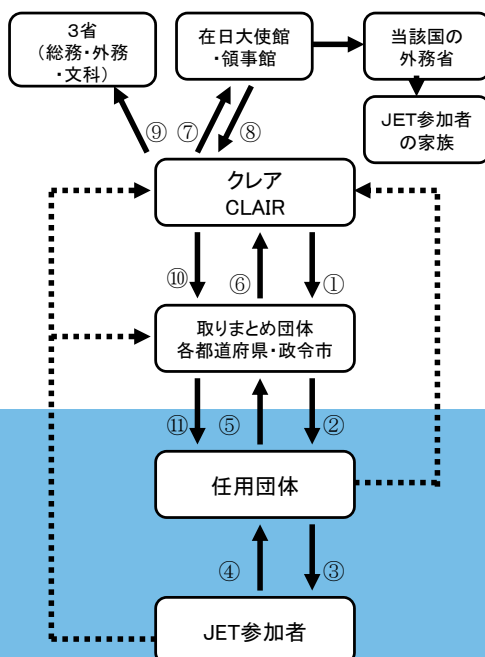 3省
(総務・外務
・文科)
在日大使館
・領事館
当該国の
外務省
JET参加者
の家族
⑨
⑦
⑧
クレア
CLAIR
⑩
⑥
①
取りまとめ団体
各都道府県・政令市
⑪
⑤
②
任用団体
④
③
JET参加者